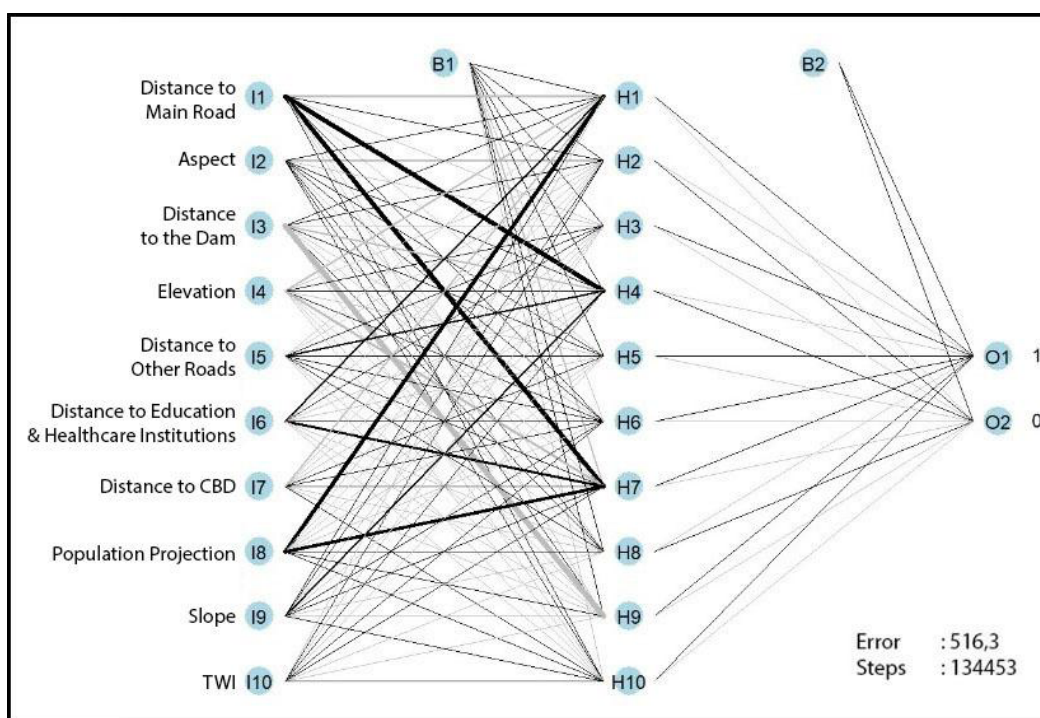 B1
B2
Distance to
Main Road
I1
H1
Aspect
I2
H2
Distance
to the Dam
I3
H3
Elevation
I4
H4
Distance to
Other Roads
I5
H5
O1
1
Distance to Education
& Healthcare Institutions
I6
H6
O2
0
Distance to CBD
I7
H7
Population Projection
I8
H8
Slope
I9
H9
TWI
I10
H10
Error : 516,3
Steps : 134453